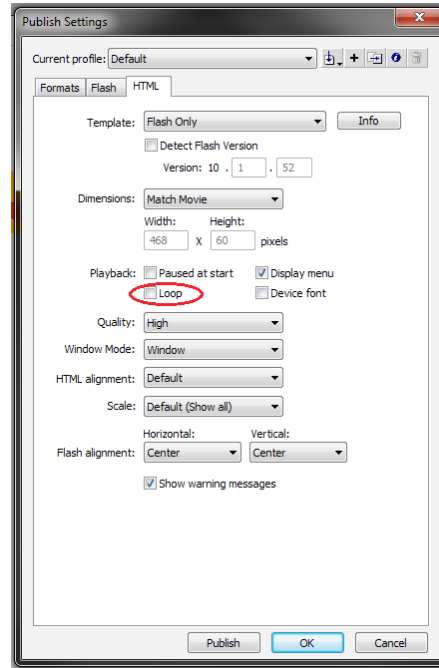 Publish Settings
Current profile: Default
Formats Flash HTML
Template: Flash Only Info
Detect Flash Version
Version: 10 . 1 . 52
Dimensions: Match Movie
Width: Height:
468 X 60 pixels
Playback: Paused at start Display menu
Loop Device font
Quality: High
Window Mode: Window
HTML alignment: Default
Scale: Default (Show all)
Horizontal: Vertical:
Flash alignment: Center Center
Show warning messages
Publish OK Cancel